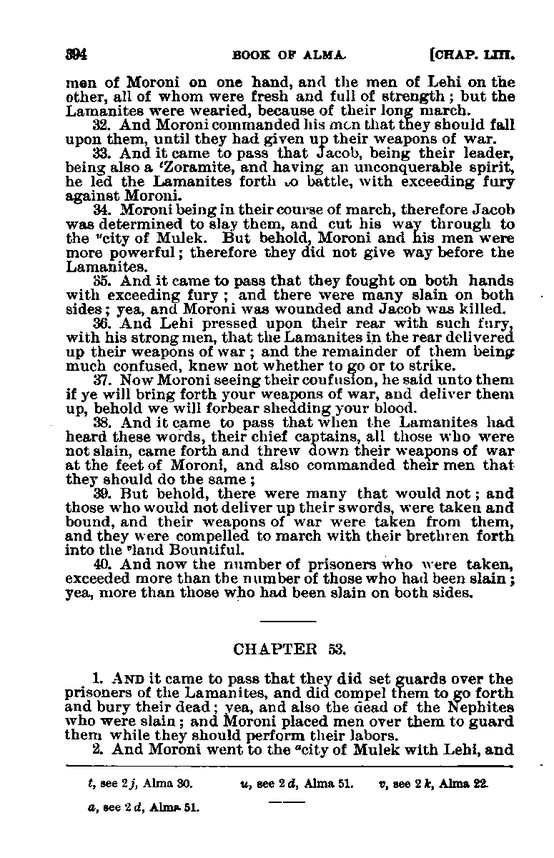 394 BOOK OF ALMA. [CHAP. LIII.
men of Moroni on one hand, and the men of Lehi on the
other, all of whom were fresh and full of strength; but the
Lamanites were wearied, because of their long march.
32. And Moroni commanded his men that they should fall
upon them, until they had given up their weapons of war.
33. And it came to pass that Jacob, being their leader,
being also a ᵗZoramite, and having an unconquerable spirit,
he led the Lamanites forth to battle, with exceeding fury
against Moroni.
34. Moroni being in their course of march, therefore Jacob
was determined to slay them, and cut his way through to
the ᵘcity of Mulek. But behold, Moroni and his men were
more powerful; therefore they did not give way before the
Lamanites.
35. And it came to pass that they fought on both hands
with exceeding fury; and there were many slain on both
sides; yea, and Moroni was wounded and Jacob was killed.
36. And Lehi pressed upon their rear with such fury,
with his strong men, that the Lamanites in the rear delivered
up their weapons of war; and the remainder of them being
much confused, knew not whether to go or to strike.
37. Now Moroni seeing their confusion, he said unto them
if ye will bring forth your weapons of war, and deliver them
up, behold we will forbear shedding your blood.
38. And it came to pass that when the Lamanites had
heard these words, their chief captains, all those who were
not slain, came forth and threw down their weapons of war
at the feet of Moroni, and also commanded their men that
they should do the same;
39. But behold, there were many that would not; and
those who would not deliver up their swords, were taken and
bound, and their weapons of war were taken from them,
and they were compelled to march with their brethren forth
into the ᵛland Bountiful.
40. And now the number of prisoners who were taken,
exceeded more than the number of those who had been slain;
yea, more than those who had been slain on both sides.
CHAPTER 53.
1. AND it came to pass that they did set guards over the
prisoners of the Lamanites, and did compel them to go forth
and bury their dead; yea, and also the dead of the Nephites
who were slain; and Moroni placed men over them to guard
them while they should perform their labors.
2. And Moroni went to the ᵃcity of Mulek with Lehi, and
t, see 2 j, Alma 30. u, see 2 d, Alma 51. v, see 2 k, Alma 22.
a, see 2 d, Alma 51.